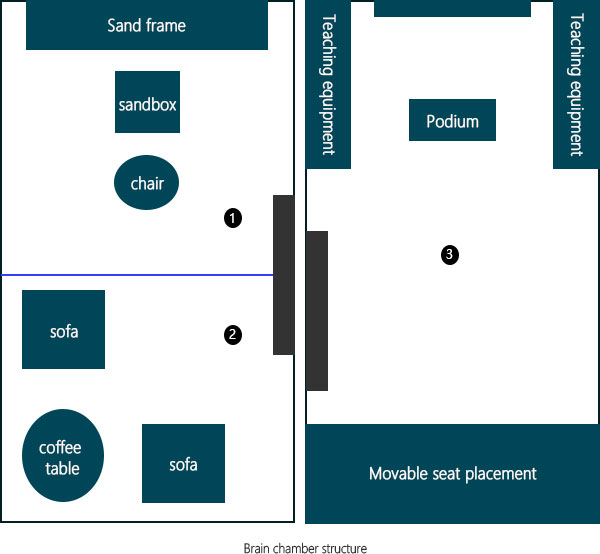 Sand frame
sandbox
chair
1
sofa
2
coffee
table
sofa
Teaching equipment
Teaching equipment
Podium
3
Movable seat placement
Brain chamber structure